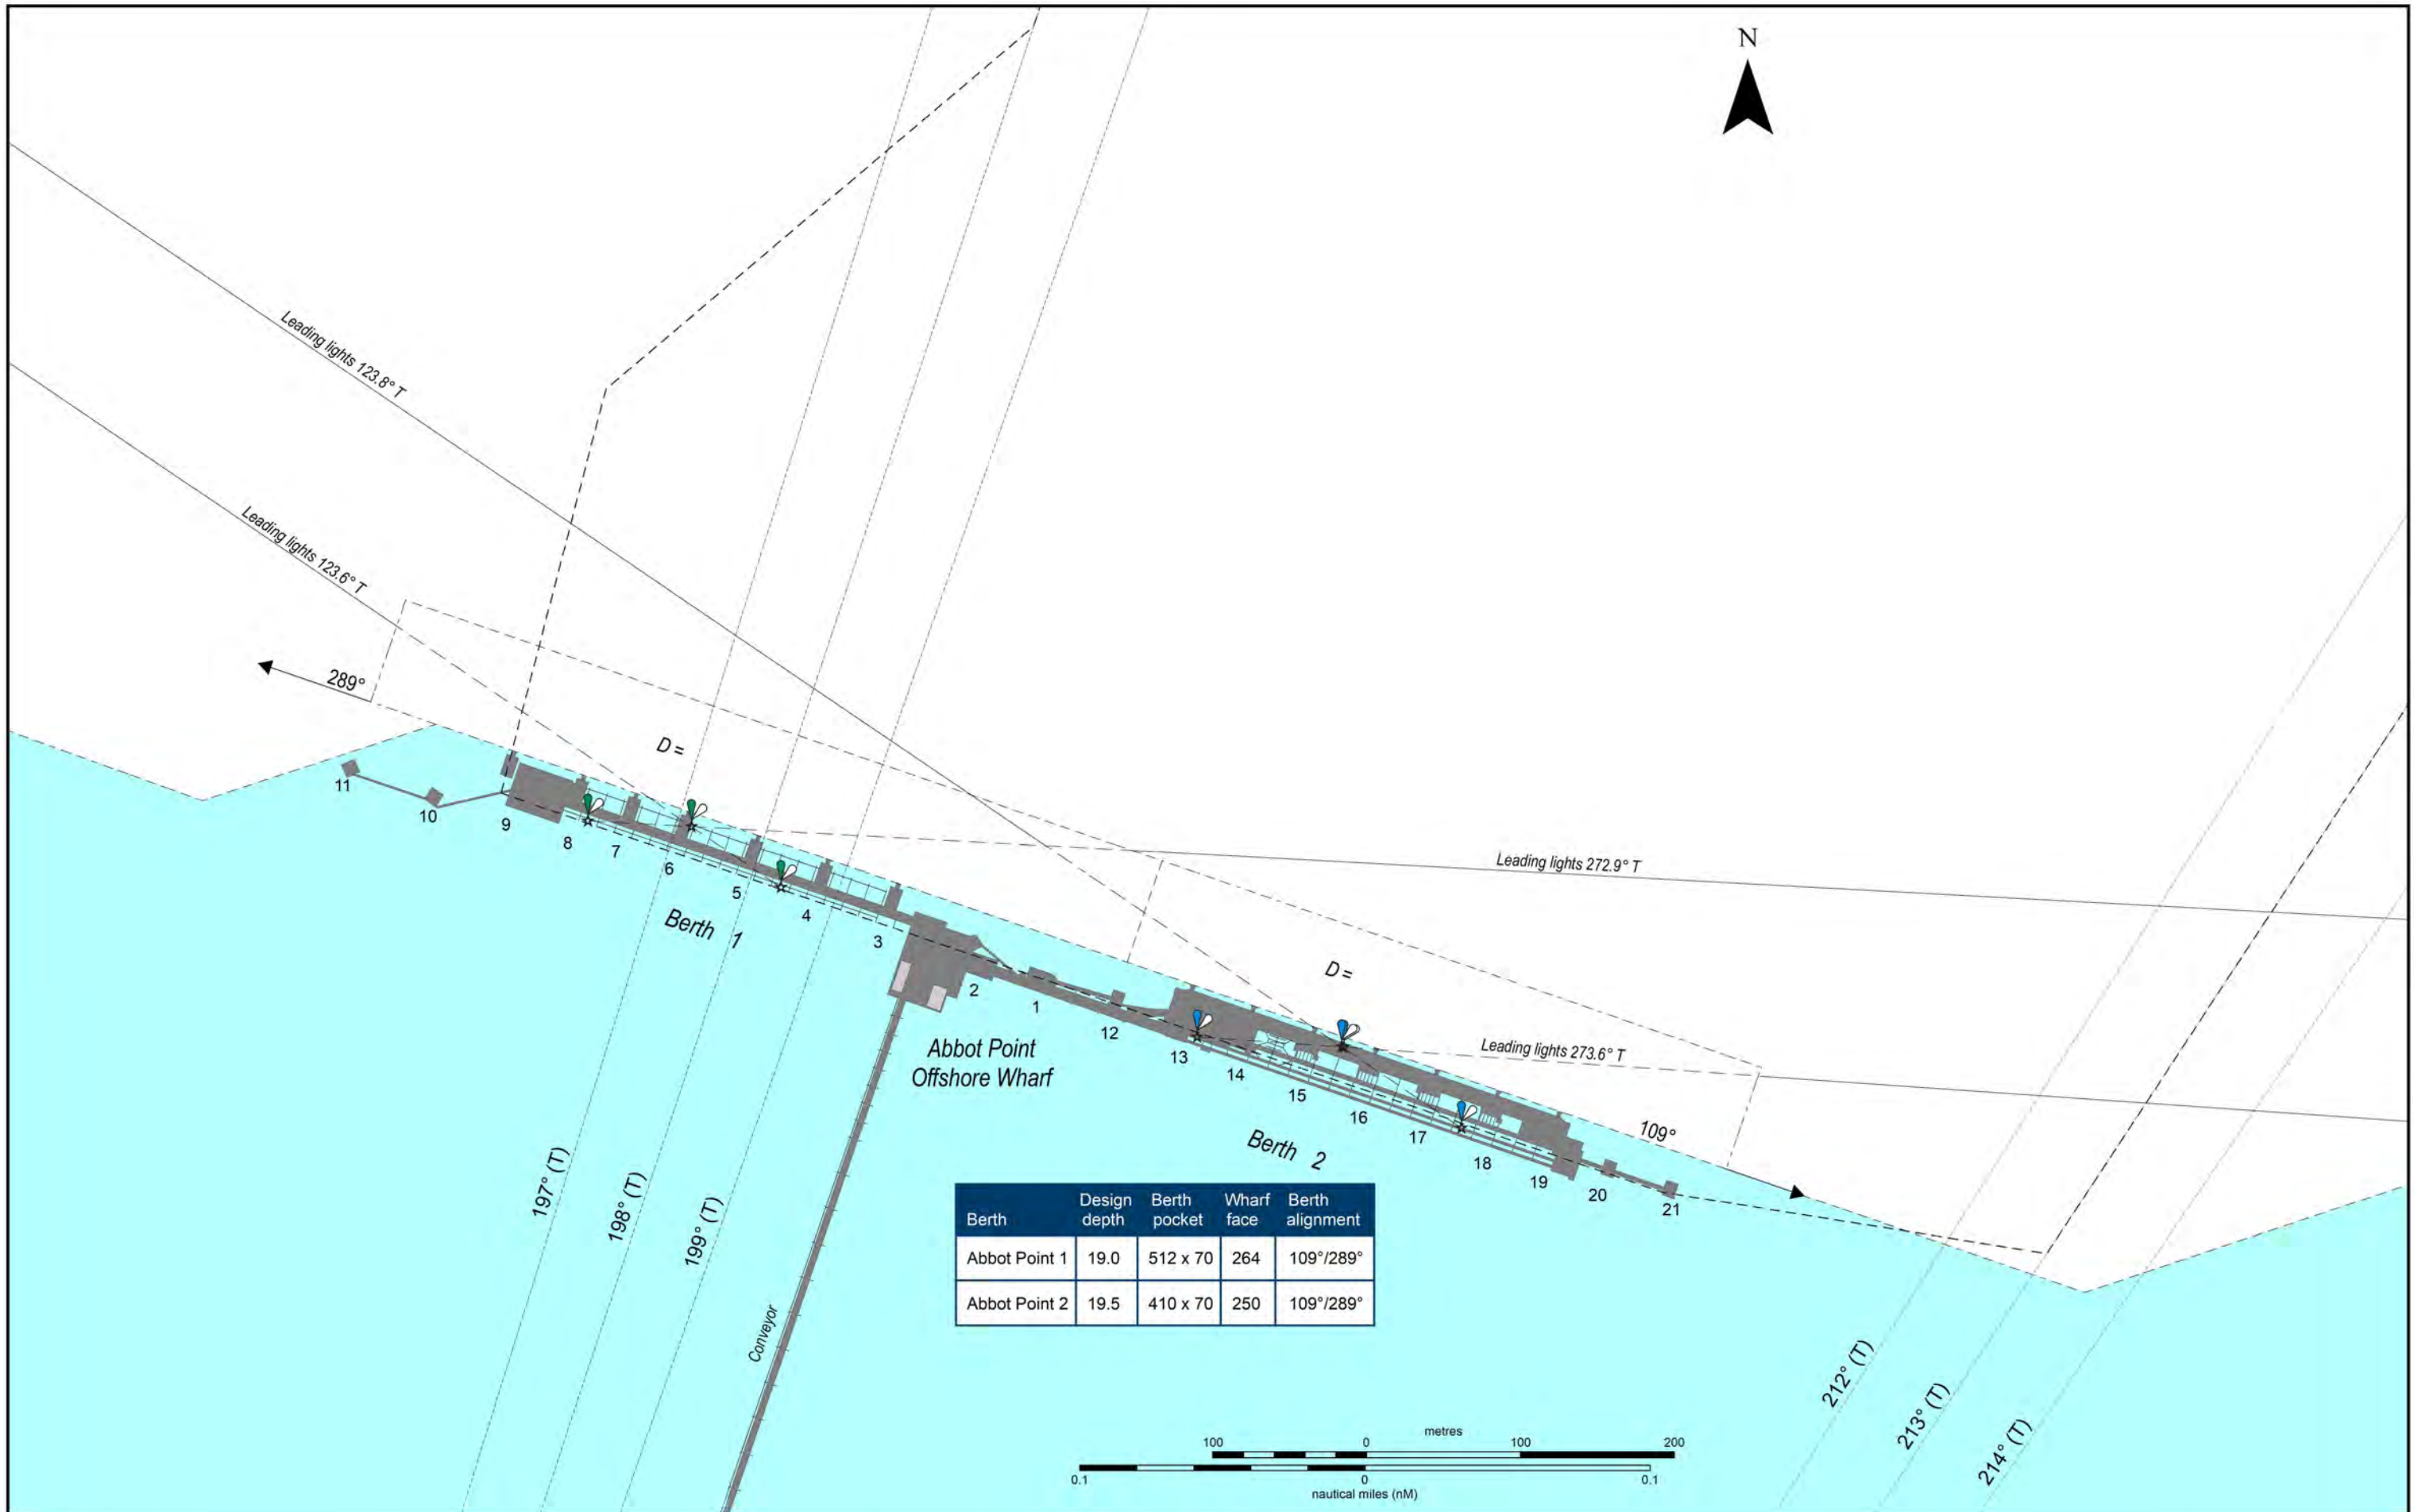 N
Leading lights 123.8° T
Leading lights 123.6° T
289°
D =
11
10
9
8
7
6
5
4
3
2
1
12
13
14
15
16
17
18
19
20
21
Berth 1
Leading lights 272.9° T
D =
Leading lights 273.6° T
109°
Abbot Point
Offshore Wharf
Berth 2
197° (T)
198° (T)
199° (T)
Conveyor
Berth Design depth Berth pocket Wharf face Berth alignment
Abbot Point 1 19.0 512 x 70 264 109°/289°
Abbot Point 2 19.5 410 x 70 250 109°/289°
212° (T)
213° (T)
214° (T)
metres
100 0 100 200
0.1 0 0.1
nautical miles (nM)